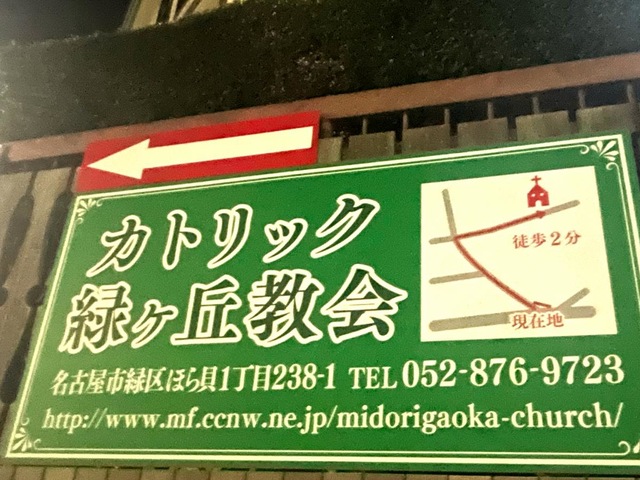 カトリック
緑ヶ丘教会
徒歩2分
現在地
名古屋市緑区ほら貝1丁目238-1 TEL 052-876-9723
http://www.mf.ccnw.ne.jp/midorigaoka-church/